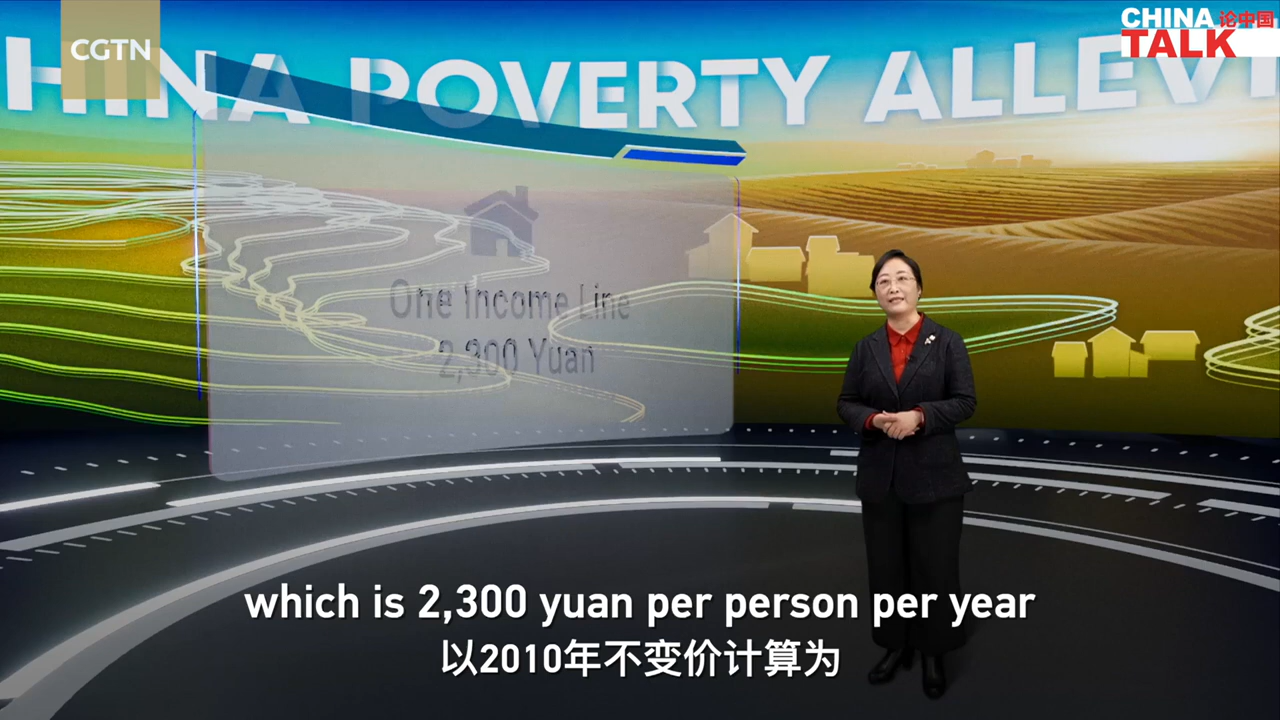 CGTN
CHINA 论中国
TALK
HINA POVERTY ALLEVI
One Income Line
2,300 Yuan
which is 2,300 yuan per person per year
以2010年不变价计算为